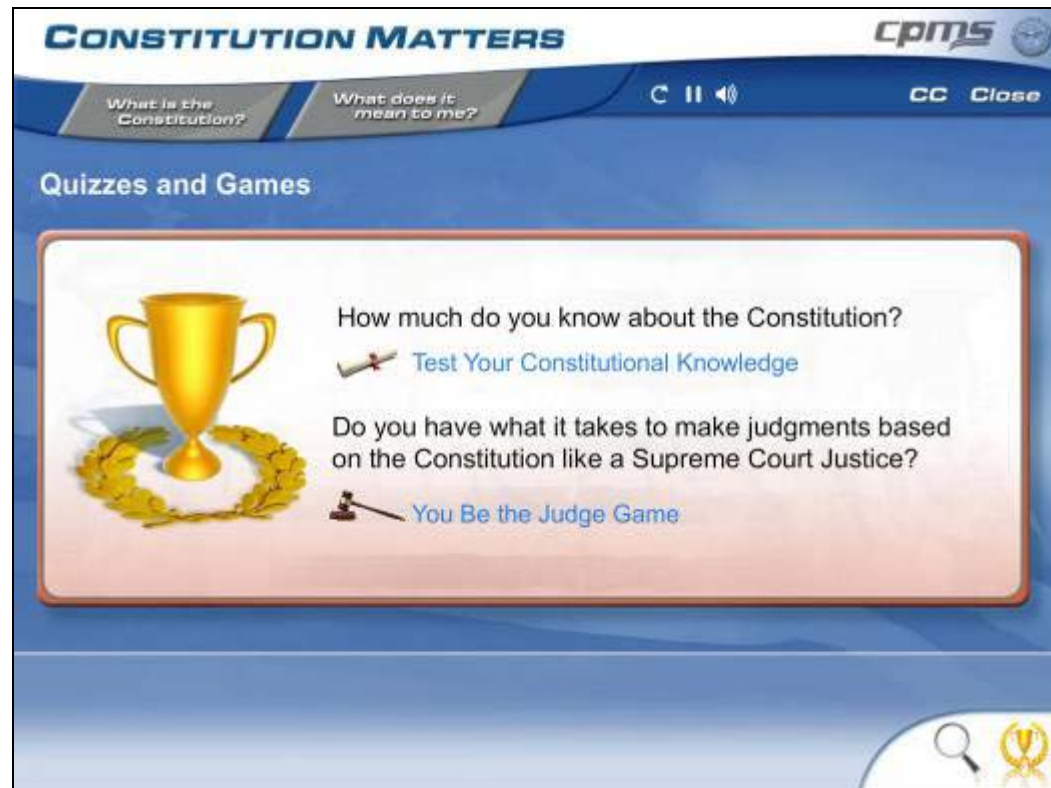 CONSTITUTION MATTERS
cpms
What is the
Constitution?
What does it
mean to me?
CC Close
Quizzes and Games
How much do you know about the Constitution?
Test Your Constitutional Knowledge
Do you have what it takes to make judgments based
on the Constitution like a Supreme Court Justice?
You Be the Judge Game